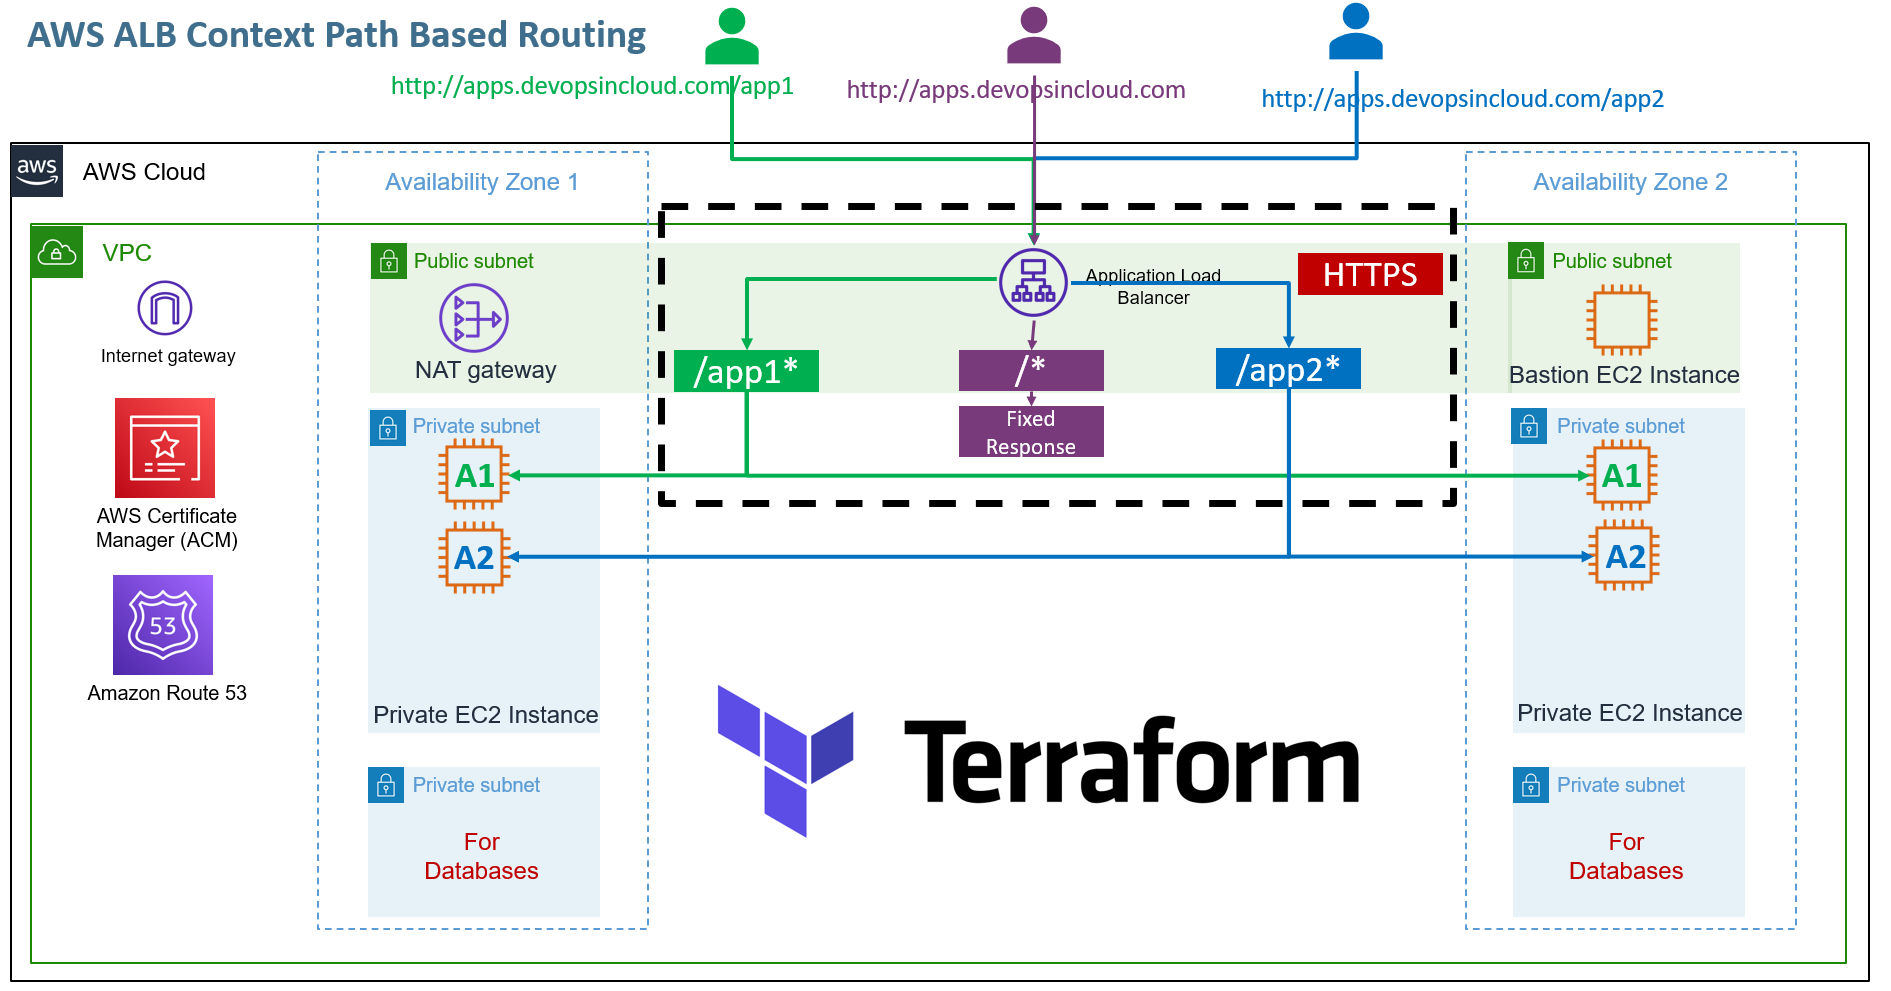 AWS ALB Context Path Based Routing
http://apps.devopsincloud.com/app1
http://apps.devopsincloud.com
http://apps.devopsincloud.com/app2
aws
AWS Cloud
Availability Zone 1
Availability Zone 2
VPC
Public subnet
Application Load
Balancer
HTTPS
Public subnet
Internet gateway
NAT gateway
/app1*
/*
/app2*
Bastion EC2 Instance
Fixed
Response
Private subnet
Private subnet
A1
A1
AWS Certificate
Manager (ACM)
A2
A2
53
Amazon Route 53
Private EC2 Instance
Private EC2 Instance
Terraform
Private subnet
Private subnet
For
Databases
For
Databases